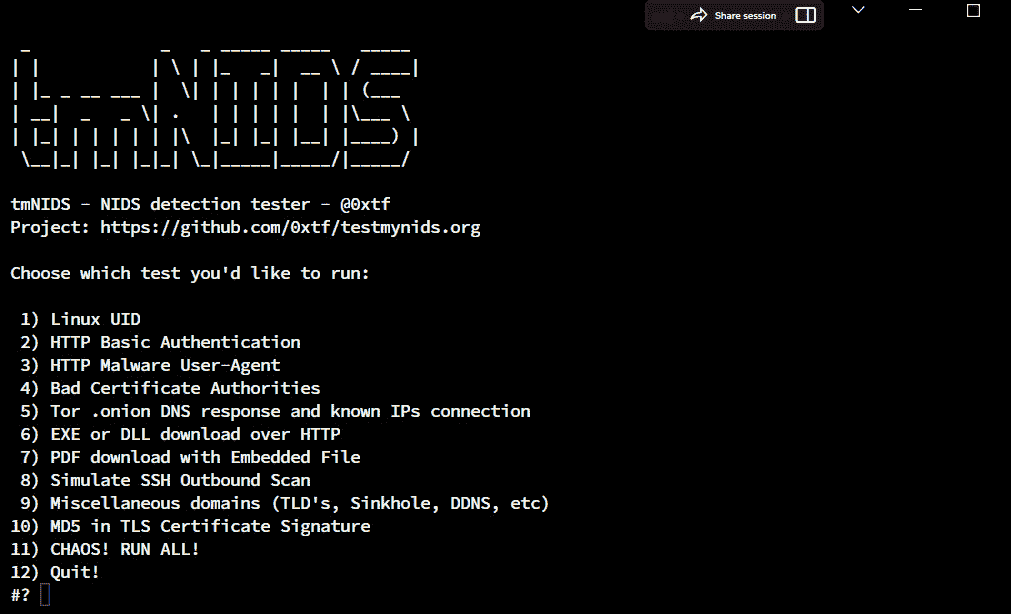 Share session
tmNIDS
tmNIDS - NIDS detection tester - @0xtf
Project: https://github.com/0xtf/testmynids.org
Choose which test you'd like to run:
1) Linux UID
2) HTTP Basic Authentication
3) HTTP Malware User-Agent
4) Bad Certificate Authorities
5) Tor .onion DNS response and known IPs connection
6) EXE or DLL download over HTTP
7) PDF download with Embedded File
8) Simulate SSH Outbound Scan
9) Miscellaneous domains (TLD's, Sinkhole, DDNS, etc)
10) MD5 in TLS Certificate Signature
11) CHAOS! RUN ALL!
12) Quit!
#?